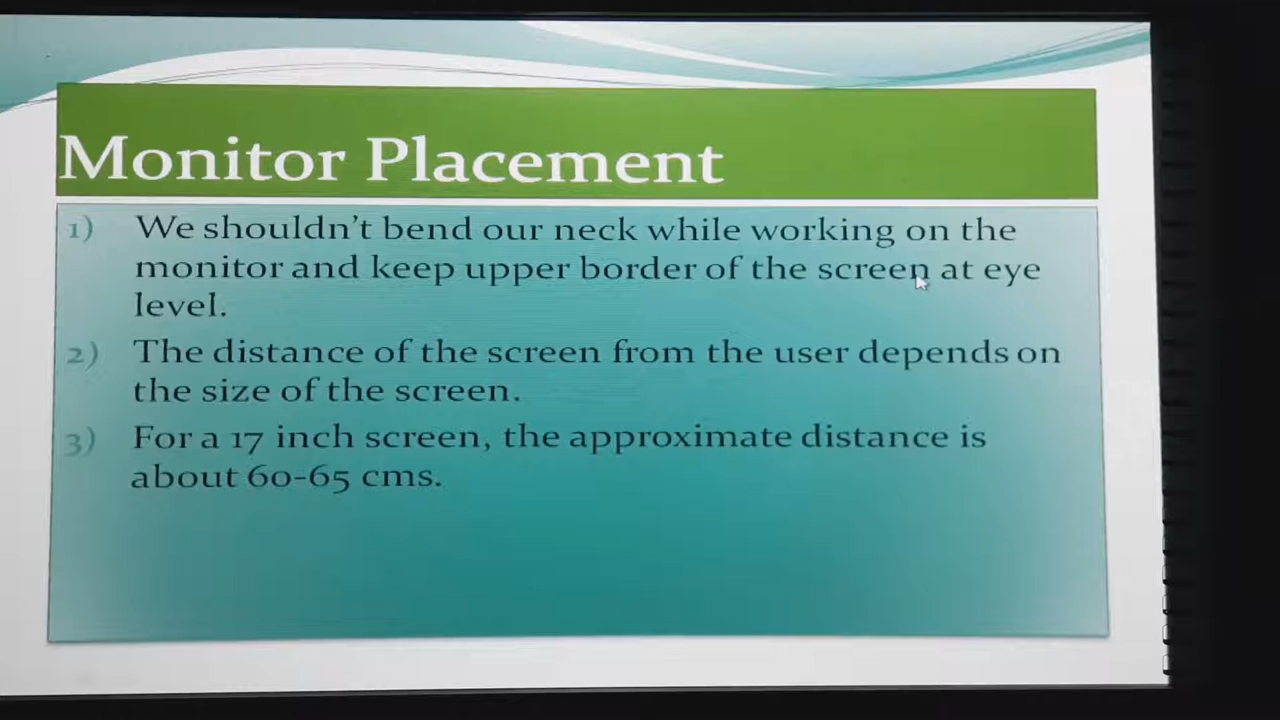 Monitor Placement
1) We shouldn't bend our neck while working on the
monitor and keep upper border of the screen at eye
level.
2) The distance of the screen from the user depends on
the size of the screen.
3) For a 17 inch screen, the approximate distance is
about 60-65 cms.